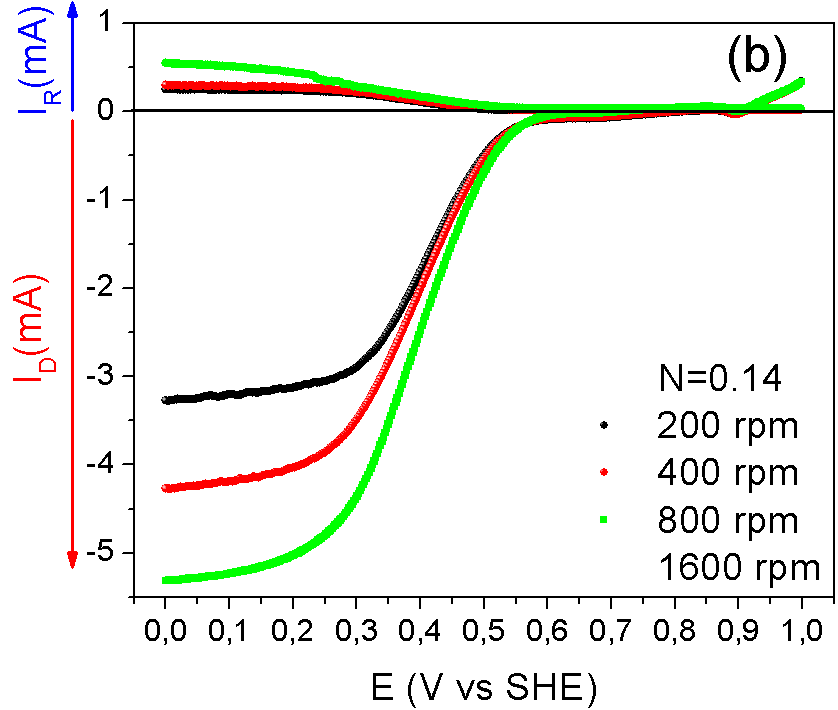 (b)
I_R(mA)
I_D(mA)
1
0
-1
-2
-3
-4
-5
N=0.14
200 rpm
400 rpm
800 rpm
1600 rpm
0,0 0,1 0,2 0,3 0,4 0,5 0,6 0,7 0,8 0,9 1,0
E (V vs SHE)